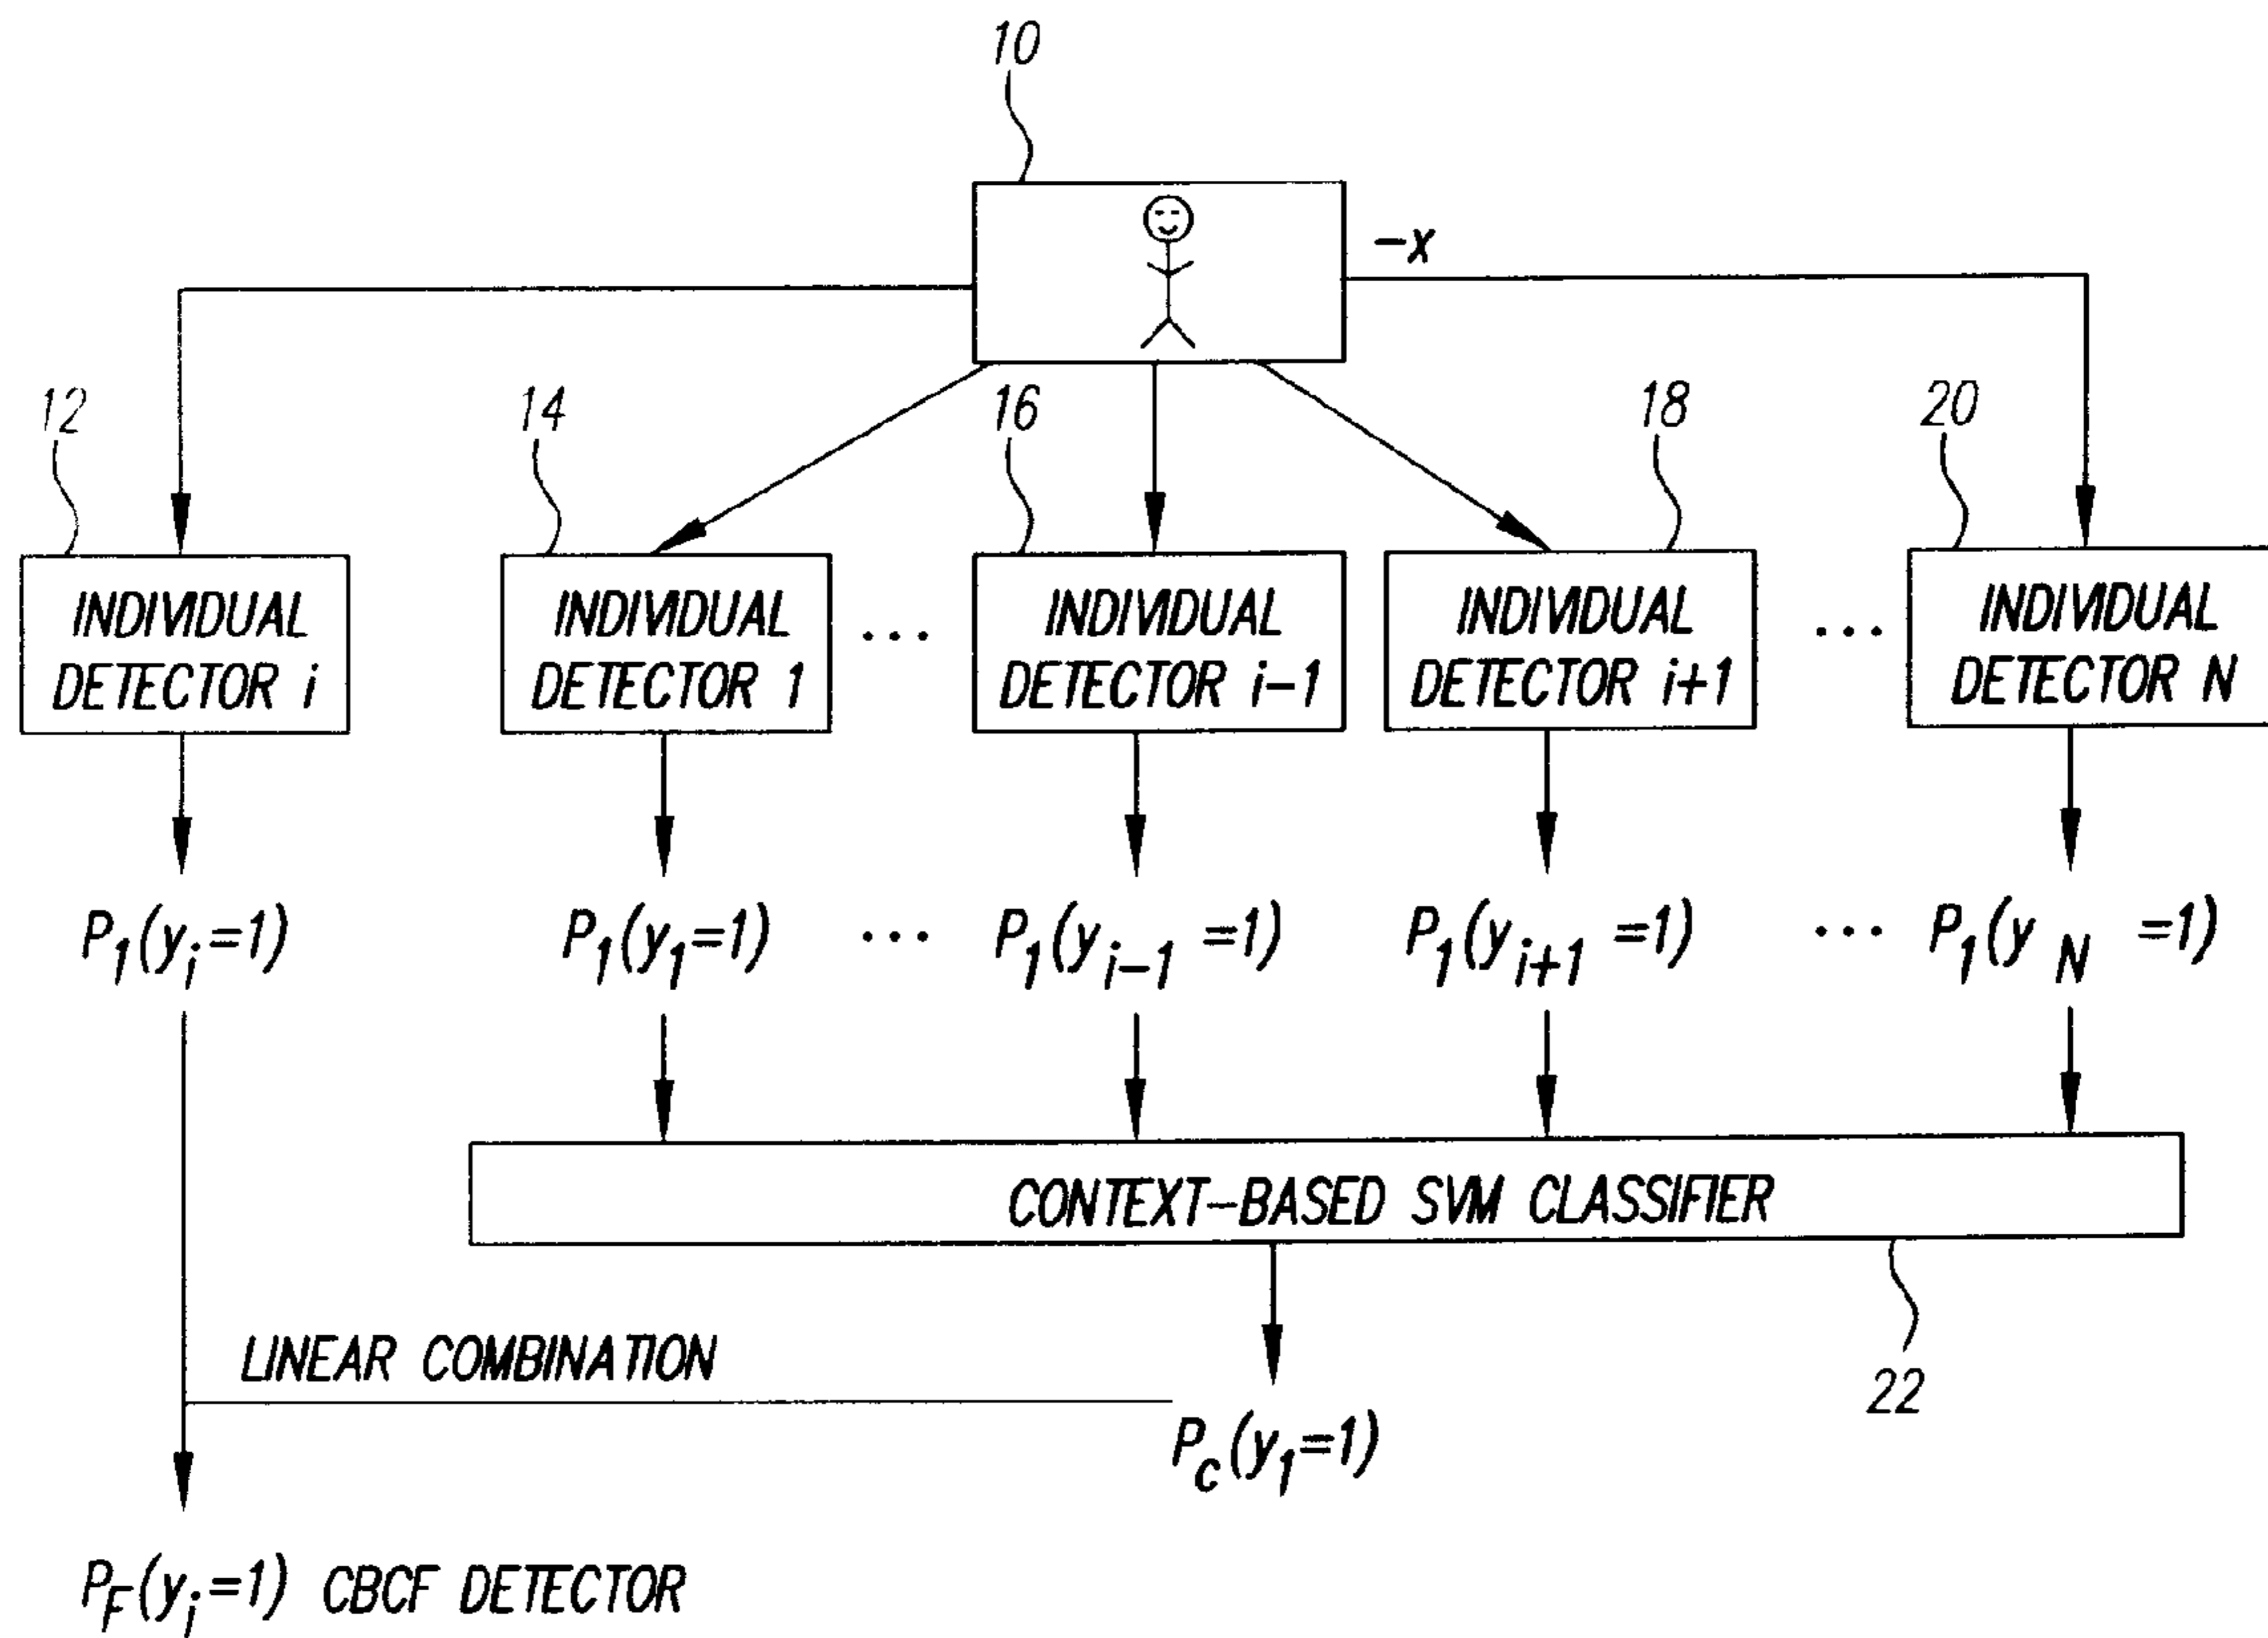 10
-x
12
14
16
18
20
INDIVIDUAL
DETECTOR i
INDIVIDUAL
DETECTOR 1
...
INDIVIDUAL
DETECTOR i-1
INDIVIDUAL
DETECTOR i+1
...
INDIVIDUAL
DETECTOR N
P1(yi=1)
P1(y1=1)
...
P1(yi-1 =1)
P1(yi+1 =1)
...
P1(y N =1)
CONTEXT-BASED SVM CLASSIFIER
LINEAR COMBINATION
22
Pc(y1=1)
PF(yi=1) CBCF DETECTOR